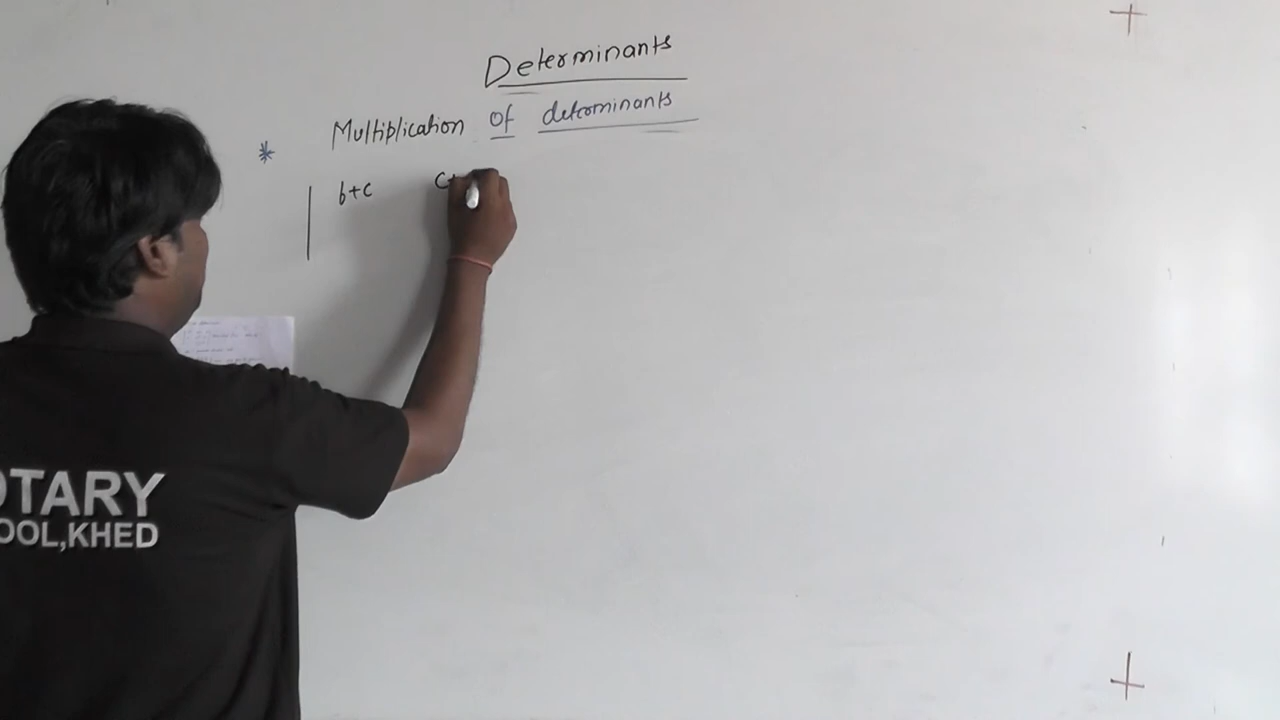 Determinants
* Multiplication of determinants
| b+c c+
OTARY
OOL,KHED